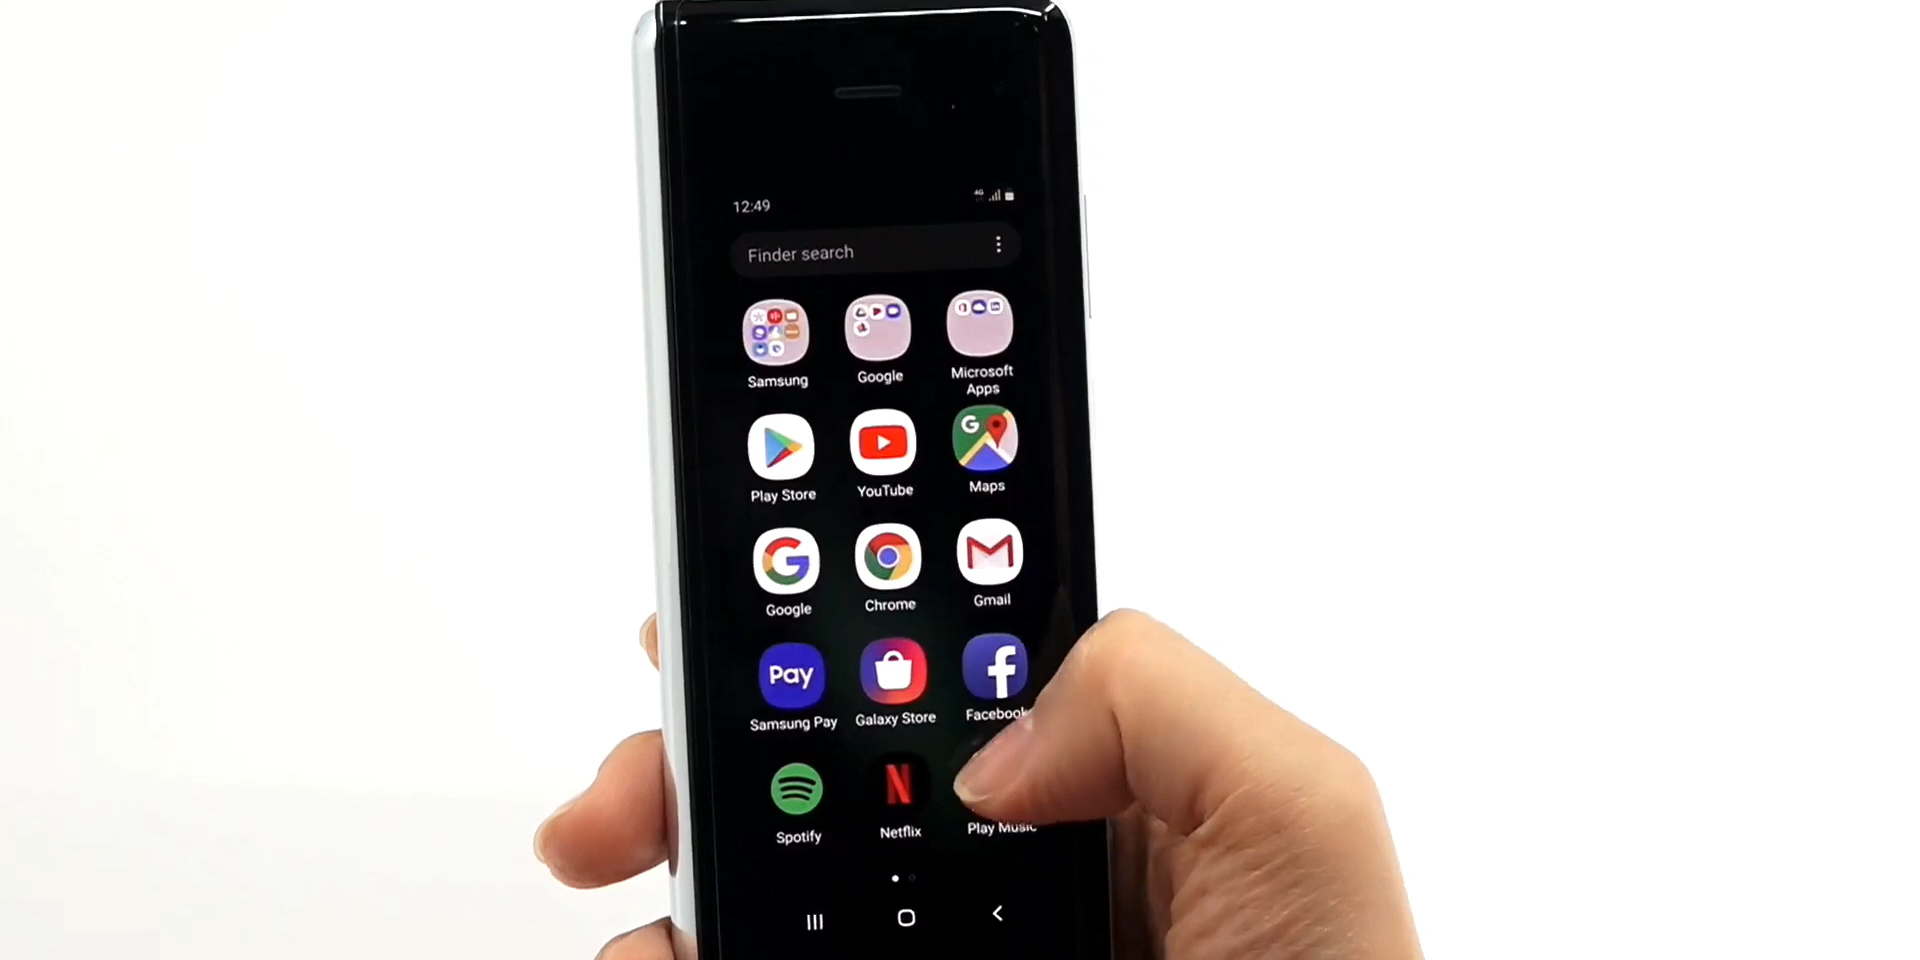 12:49
4G
Finder search
Samsung
Google
Microsoft
Apps
Play Store
YouTube
G
Maps
G
Google
Chrome
M
Gmail
Pay
Samsung Pay
Galaxy Store
f
Facebook
Spotify
N
Netflix
Play Music